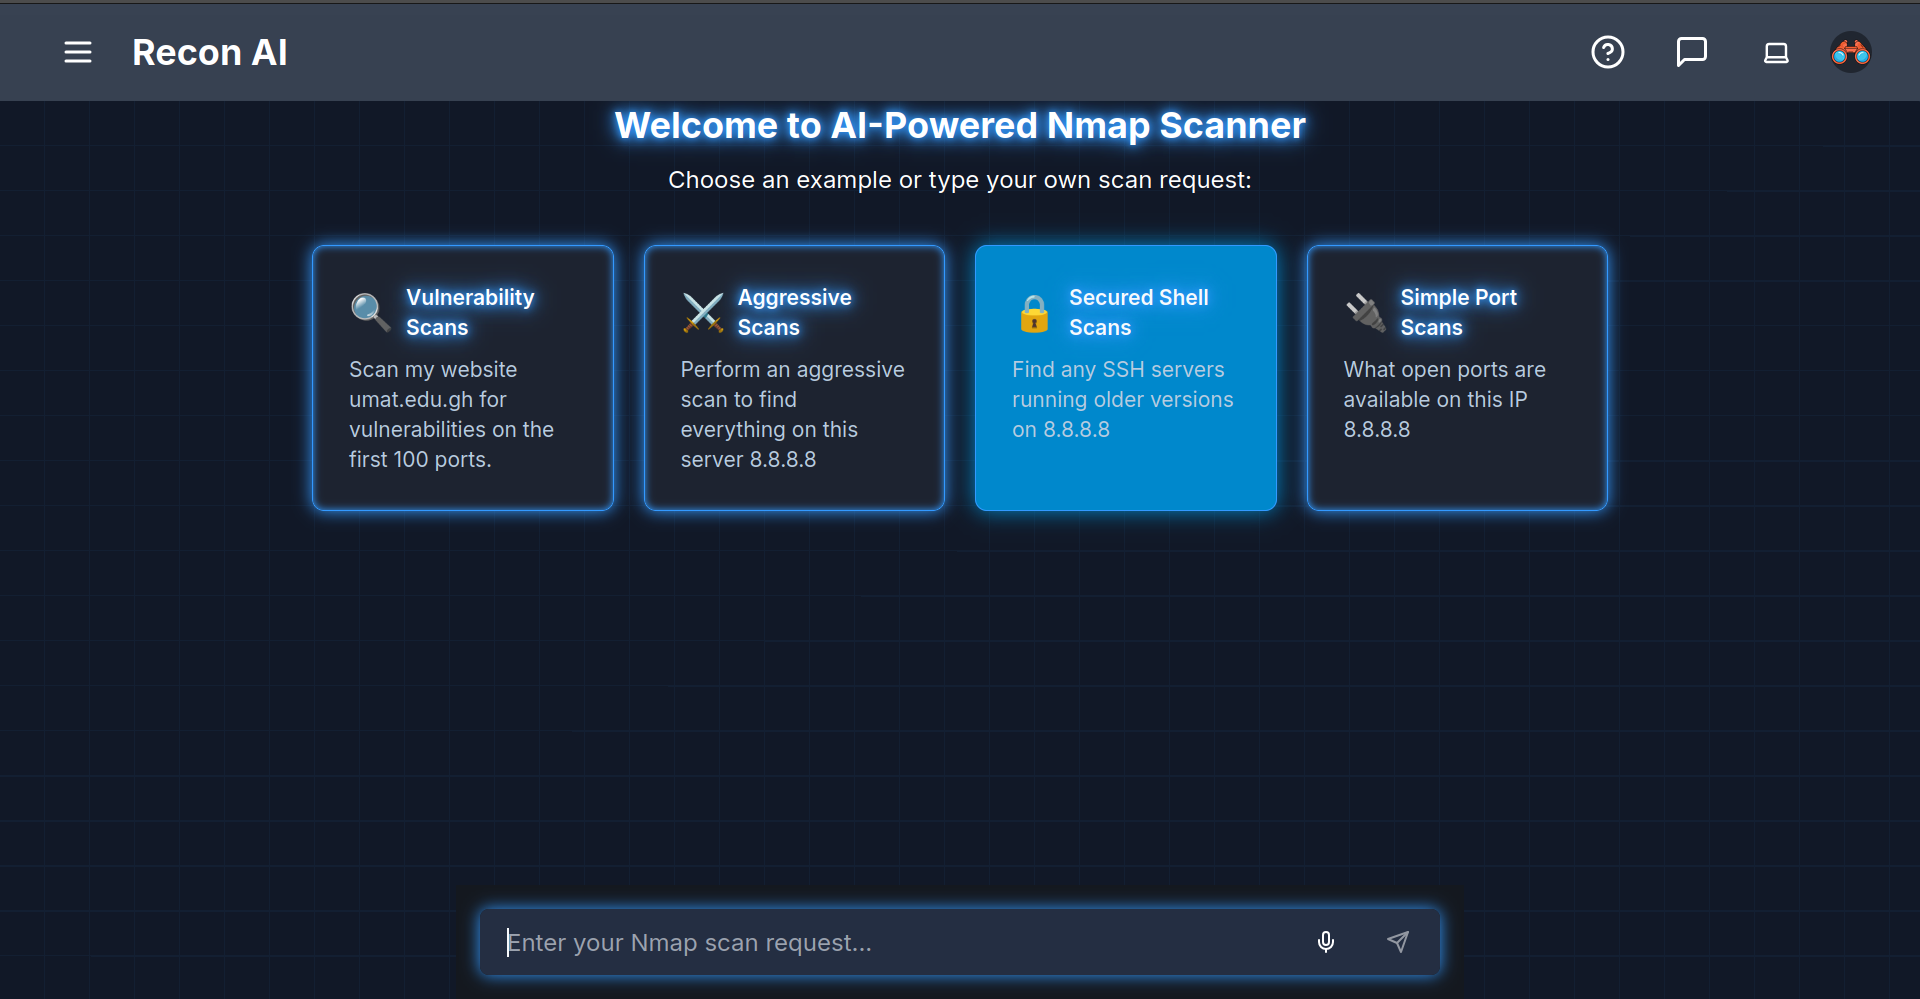 Recon AI
Welcome to AI-Powered Nmap Scanner
Choose an example or type your own scan request:
Vulnerability
Scans
Scan my website
umat.edu.gh for
vulnerabilities on the
first 100 ports.
Aggressive
Scans
Perform an aggressive
scan to find
everything on this
server 8.8.8.8
Secured Shell
Scans
Find any SSH servers
running older versions
on 8.8.8.8
Simple Port
Scans
What open ports are
available on this IP
8.8.8.8
Enter your Nmap scan request...